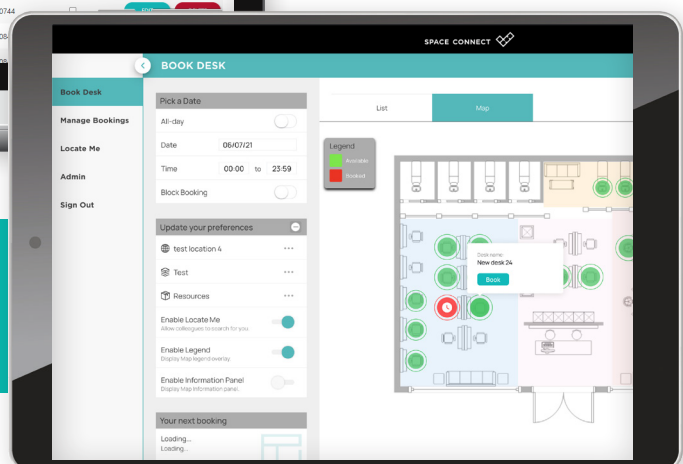 0744
SPACE CONNECT
BOOK DESK
Book Desk
Manage Bookings
Locate Me
Admin
Sign Out
Pick a Date
All-day
Date 06/07/21
Time 00:00 to 23:59
Block Booking
Update your preferences
test location 4
Test
Resources
Enable Locate Me
Allow colleagues to search for you.
Enable Legend
Display Map legend overlay
Enable Information Panel
Display Map Information panel.
Your next booking
Loading...
Loading...
List
Map
Legend
Available
Booked
Desk name:
New desk 24
Book